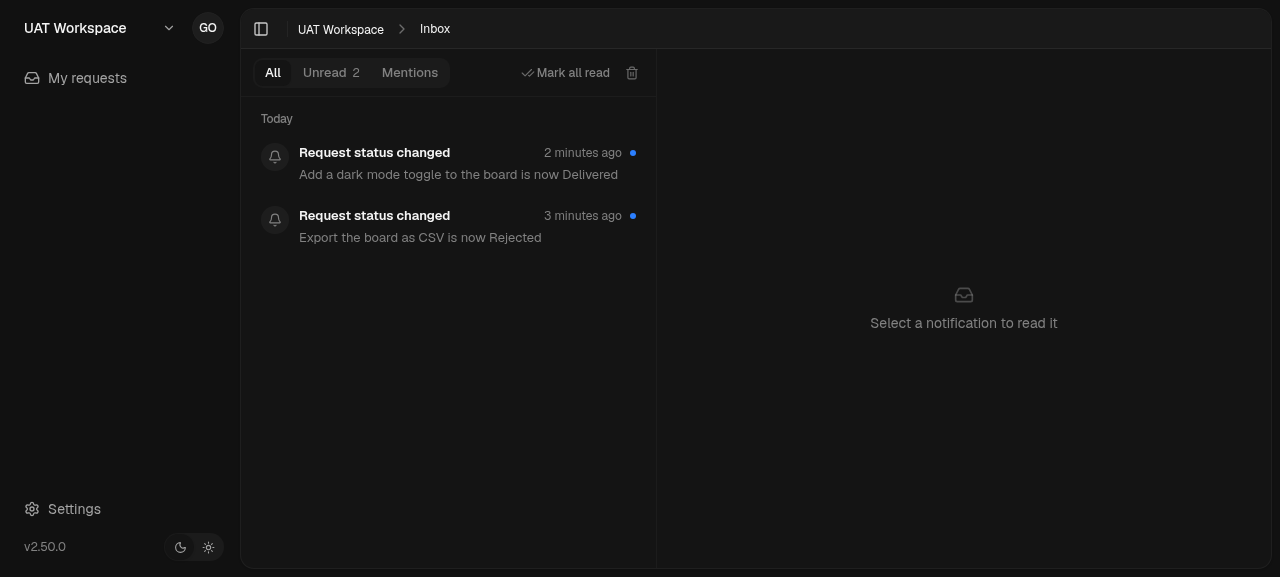 UAT Workspace GO
My requests
Settings
v2.50.0
UAT Workspace Inbox
All Unread 2 Mentions Mark all read
Today
Request status changed 2 minutes ago
Add a dark mode toggle to the board is now Delivered
Request status changed 3 minutes ago
Export the board as CSV is now Rejected
Select a notification to read it